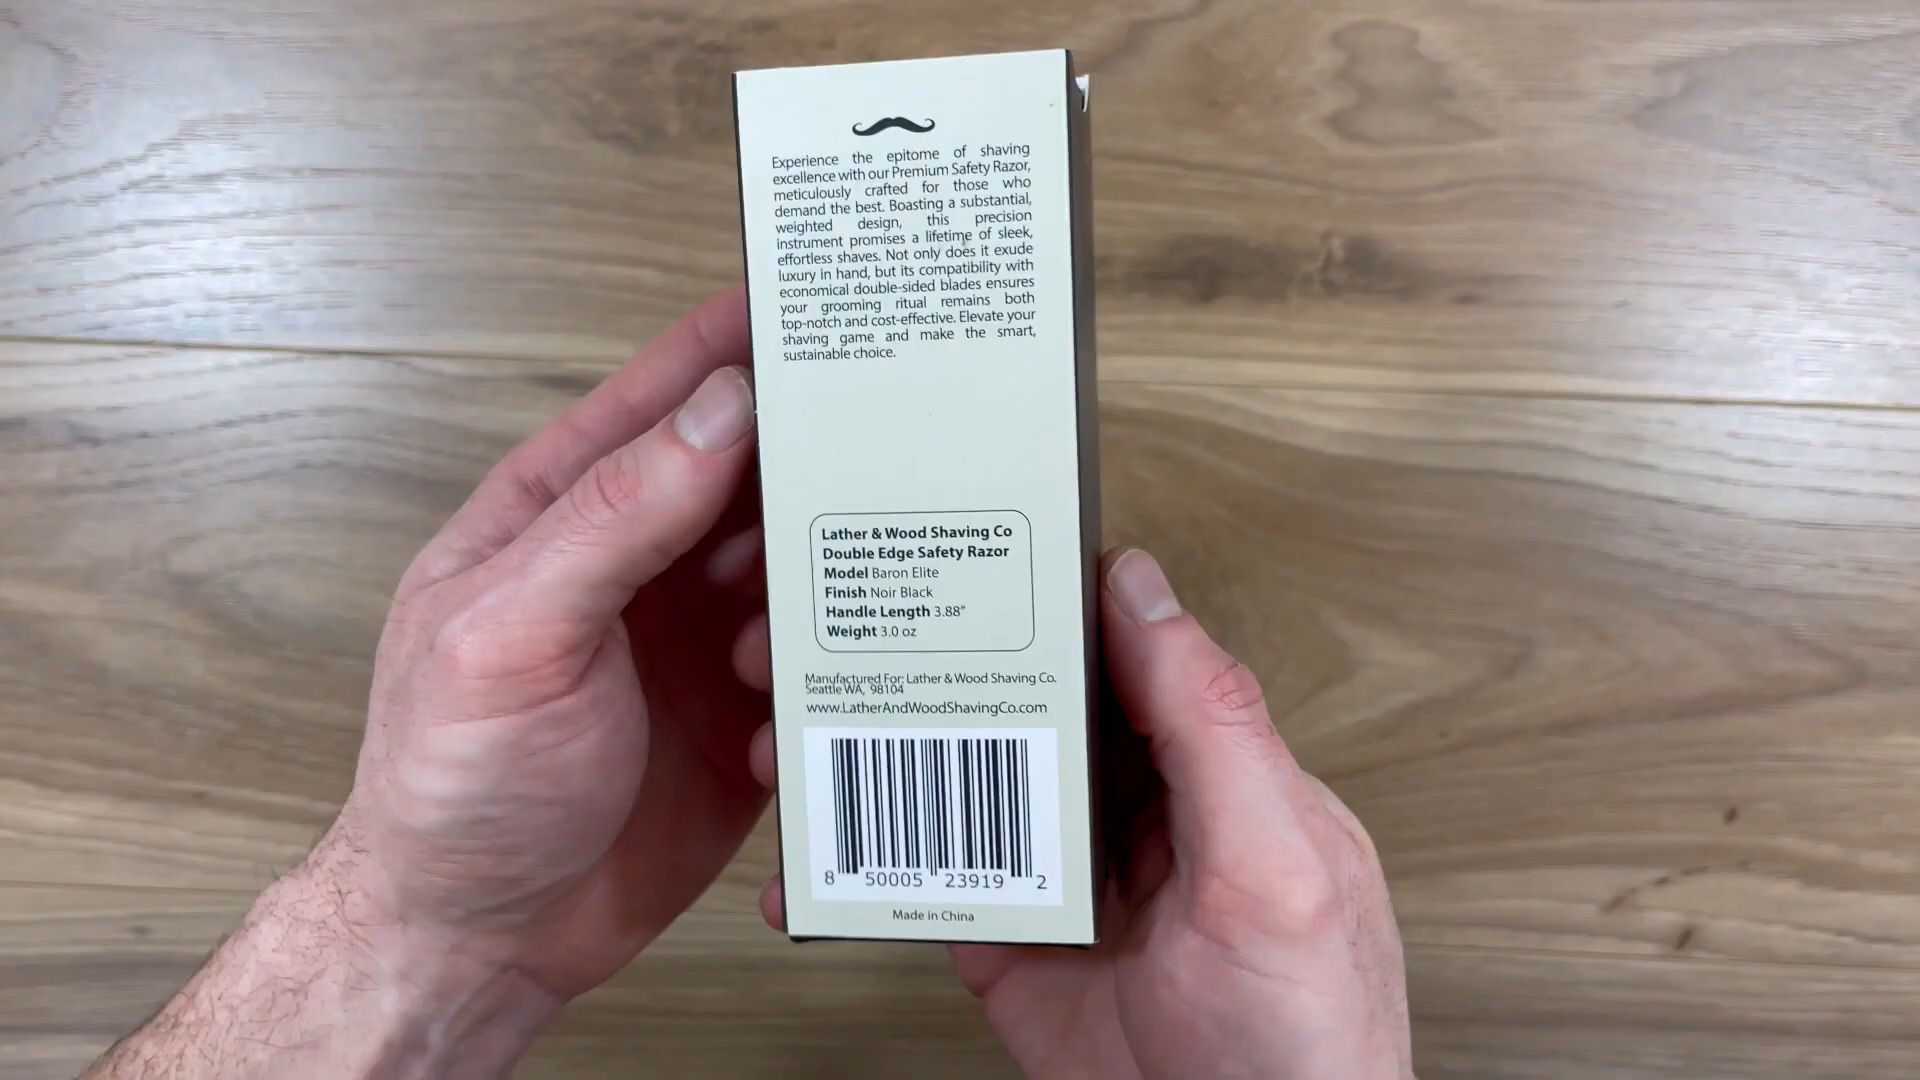 Experience the epitome of shaving
excellence with our Premium Safety Razor,
meticulously crafted for those who
demand the best. Boasting a substantial,
weighted design, this precision
instrument promises a lifetime of sleek,
effortless shaves. Not only does it exude
luxury in hand, but its compatibility with
economical double-sided blades ensures
your grooming ritual remains both
top-notch and cost-effective. Elevate your
shaving game and make the smart,
sustainable choice.
Lather & Wood Shaving Co
Double Edge Safety Razor
Model Baron Elite
Finish Noir Black
Handle Length 3.88"
Weight 3.0 oz
Manufactured For: Lather & Wood Shaving Co.
Seattle WA, 98104
www.LatherAndWoodShavingCo.com
8 50005 23919 2
Made in China